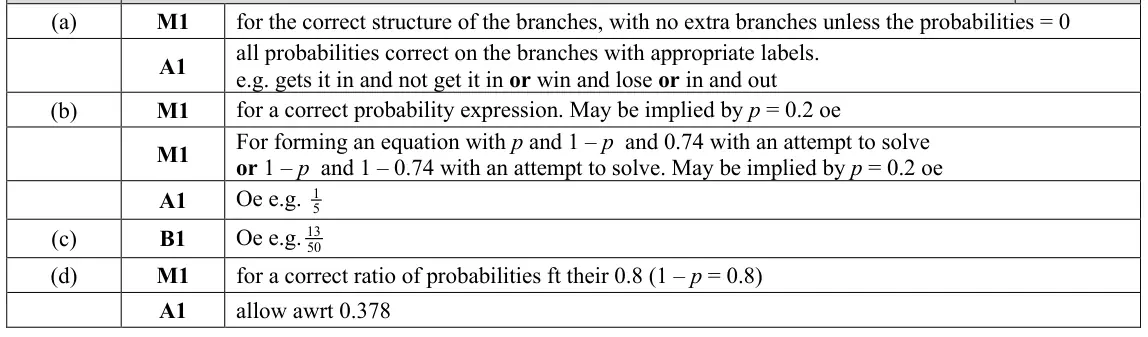 (a) M1 for the correct structure of the branches, with no extra branches unless the probabilities = 0
A1 all probabilities correct on the branches with appropriate labels.
e.g. gets it in and not get it in or win and lose or in and out
(b) M1 for a correct probability expression. May be implied by p = 0.2 oe
M1 For forming an equation with p and 1 – p and 0.74 with an attempt to solve
or 1 – p and 1 – 0.74 with an attempt to solve. May be implied by p = 0.2 oe
A1 Oe e.g. 1/5
(c) B1 Oe e.g. 13/50
(d) M1 for a correct ratio of probabilities ft their 0.8 (1 – p = 0.8)
A1 allow awrt 0.378